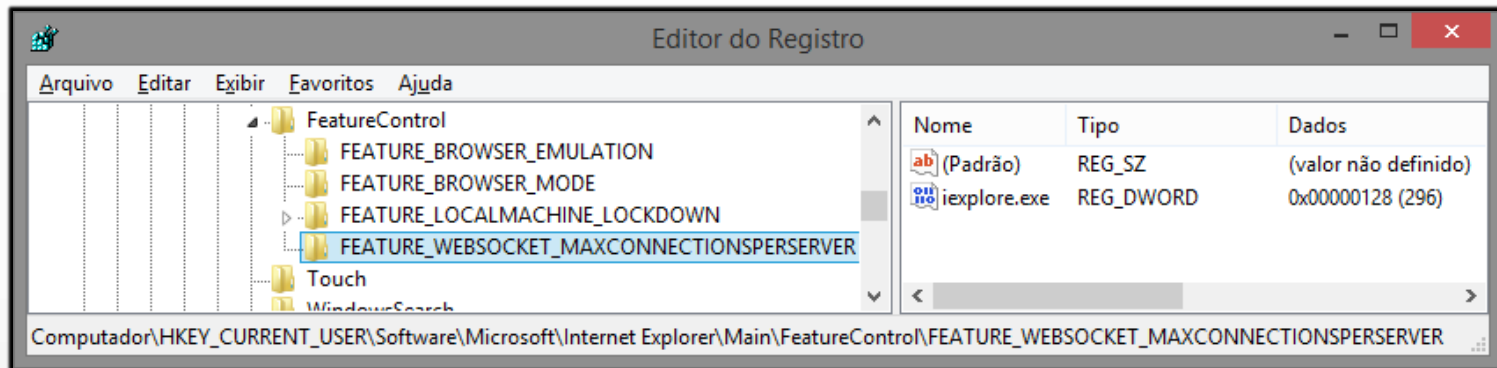 Editor do Registro
Arquivo Editar Exibir Favoritos Ajuda
FeatureControl
FEATURE_BROWSER_EMULATION
FEATURE_BROWSER_MODE
FEATURE_LOCALMACHINE_LOCKDOWN
FEATURE_WEBSOCKET_MAXCONNECTIONSPERSERVER
Touch
WindowsSearch
Nome Tipo Dados
(Padrão) REG_SZ (valor não definido)
iexplore.exe REG_DWORD 0x00000128 (296)
Computador\HKEY_CURRENT_USER\Software\Microsoft\Internet Explorer\Main\FeatureControl\FEATURE_WEBSOCKET_MAXCONNECTIONSPERSERVER